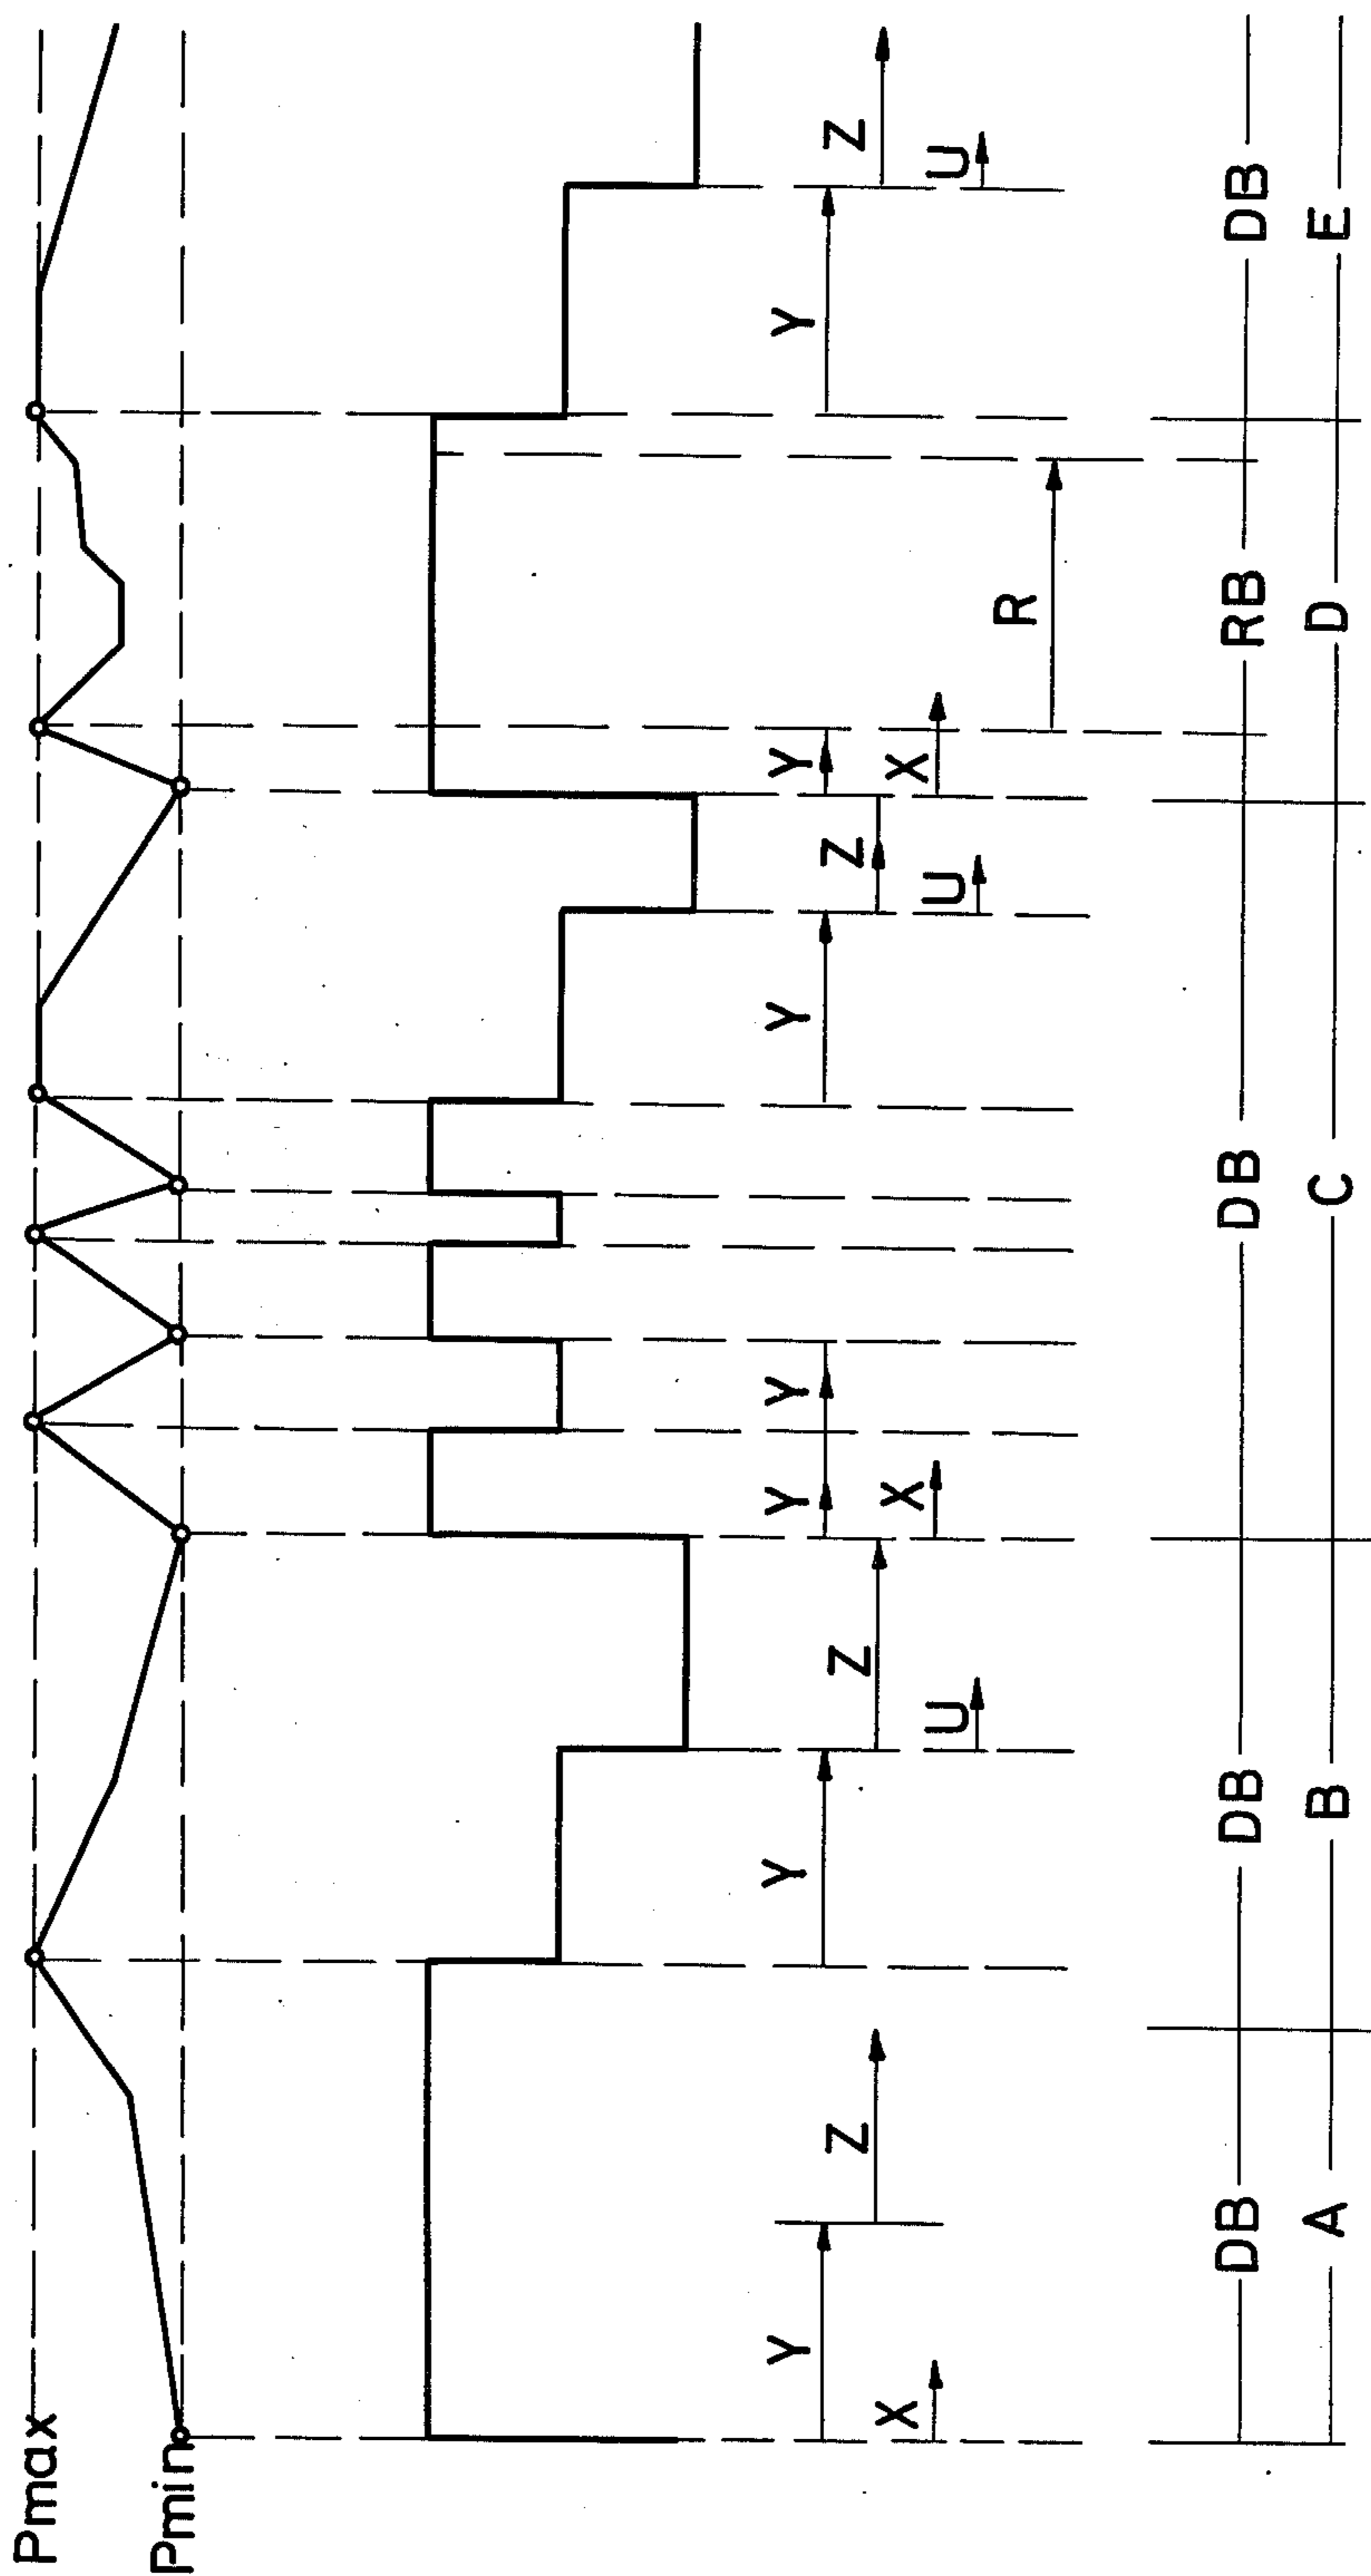 Pmax
Pmin
Y Y Y Y Y Y Y
Z Z Z Z
X X X
U U U
R
DB DB DB RB DB
A B C D E